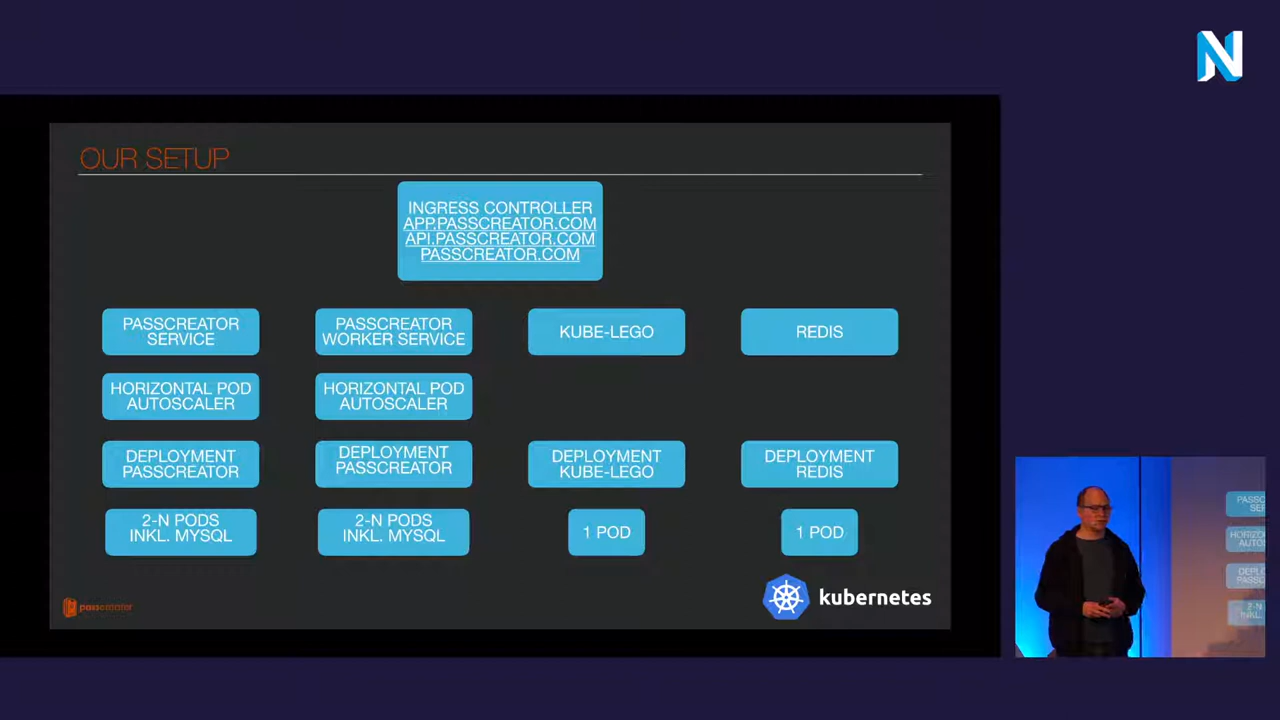 OUR SETUP
INGRESS CONTROLLER
APP.PASSCREATOR.COM
API.PASSCREATOR.COM
PASSCREATOR.COM
PASSCREATOR
SERVICE
PASSCREATOR
WORKER SERVICE
KUBE-LEGO
REDIS
HORIZONTAL POD
AUTOSCALER
HORIZONTAL POD
AUTOSCALER
DEPLOYMENT
PASSCREATOR
DEPLOYMENT
PASSCREATOR
DEPLOYMENT
KUBE-LEGO
DEPLOYMENT
REDIS
2-N PODS
INKL. MYSQL
2-N PODS
INKL. MYSQL
1 POD
1 POD
passcreator
kubernetes
N